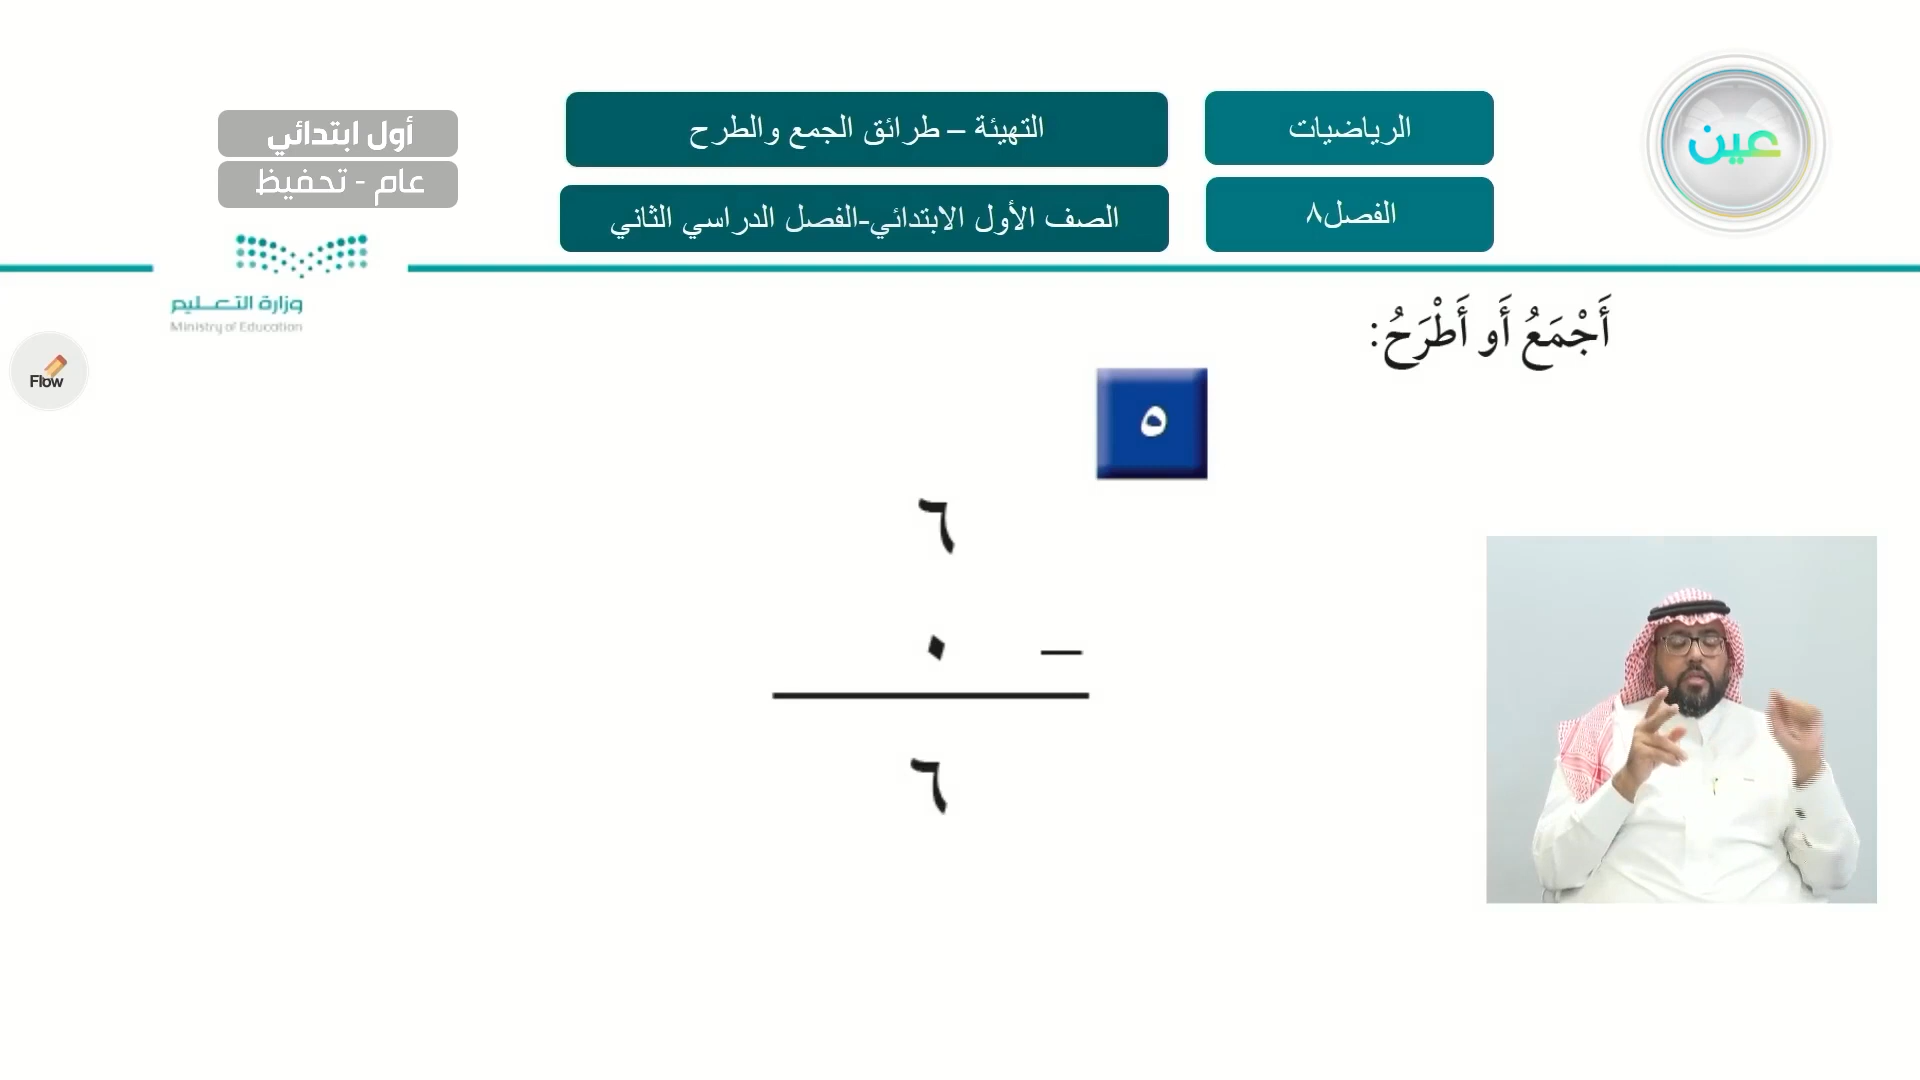 عين
الرياضيات
التهيئة – طرائق الجمع والطرح
أول ابتدائي
عام - تحفيظ
الفصل٨
الصف الأول الابتدائي-الفصل الدراسي الثاني
وزارة التعليم
Ministry of Education
Flow
أَجْمَعُ أَو أَطْرَحُ:
٥
٦
٠ –
٦